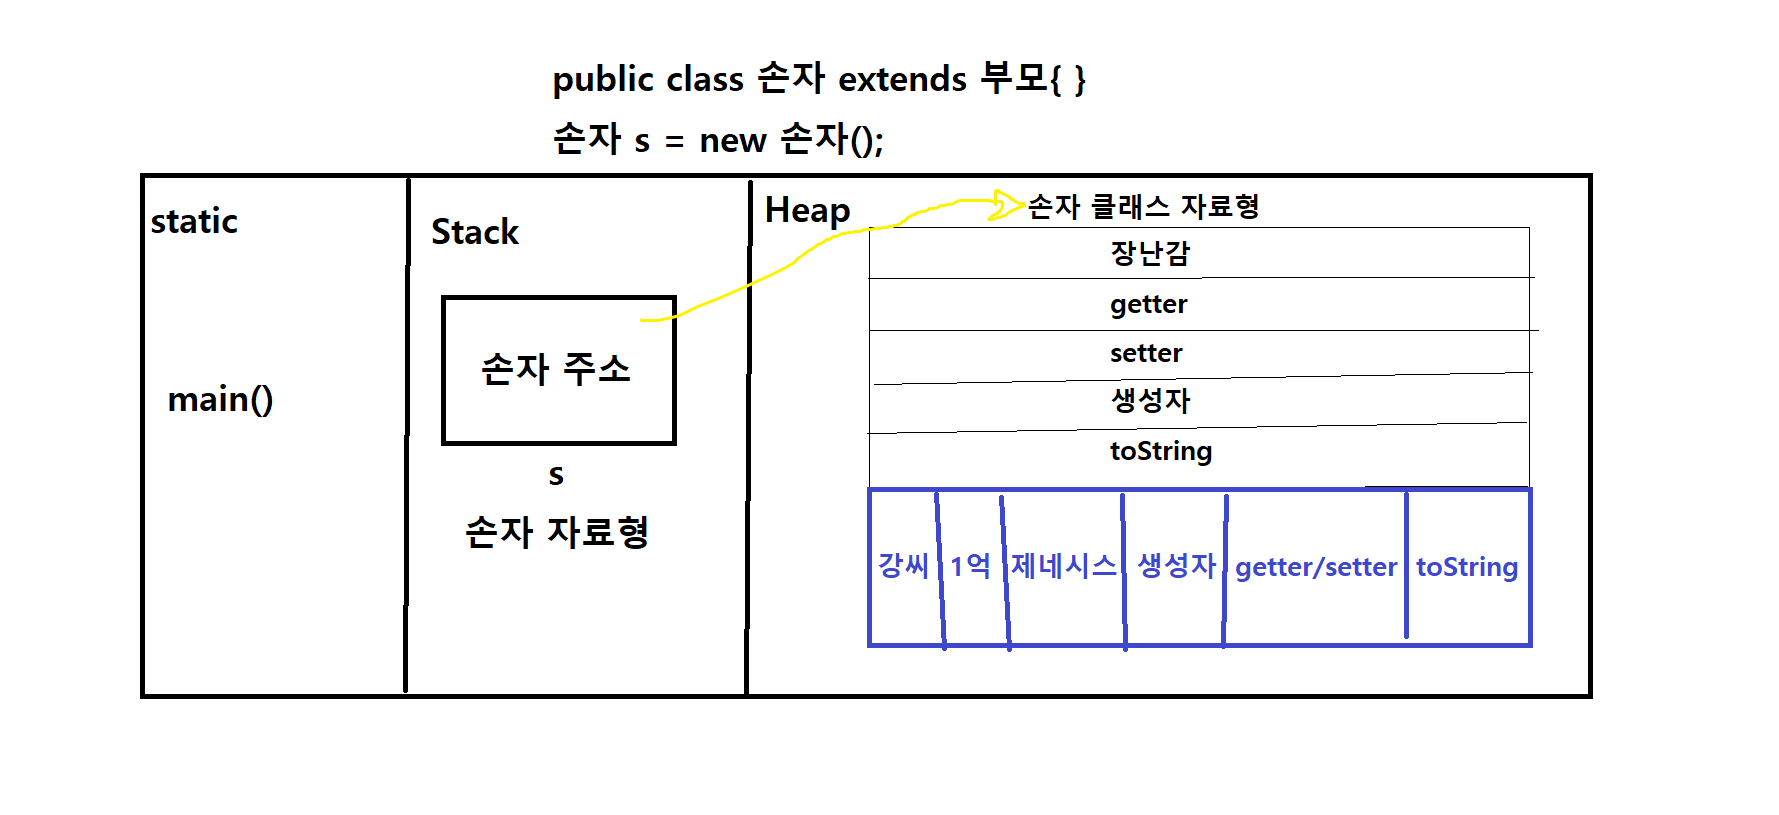 public class 손자 extends 부모{ }
손자 s = new 손자();
static
main()
Stack
손자 주소
s
손자 자료형
Heap
손자 클래스 자료형
장난감
getter
setter
생성자
toString
강씨 1억 제네시스 생성자 getter/setter toString